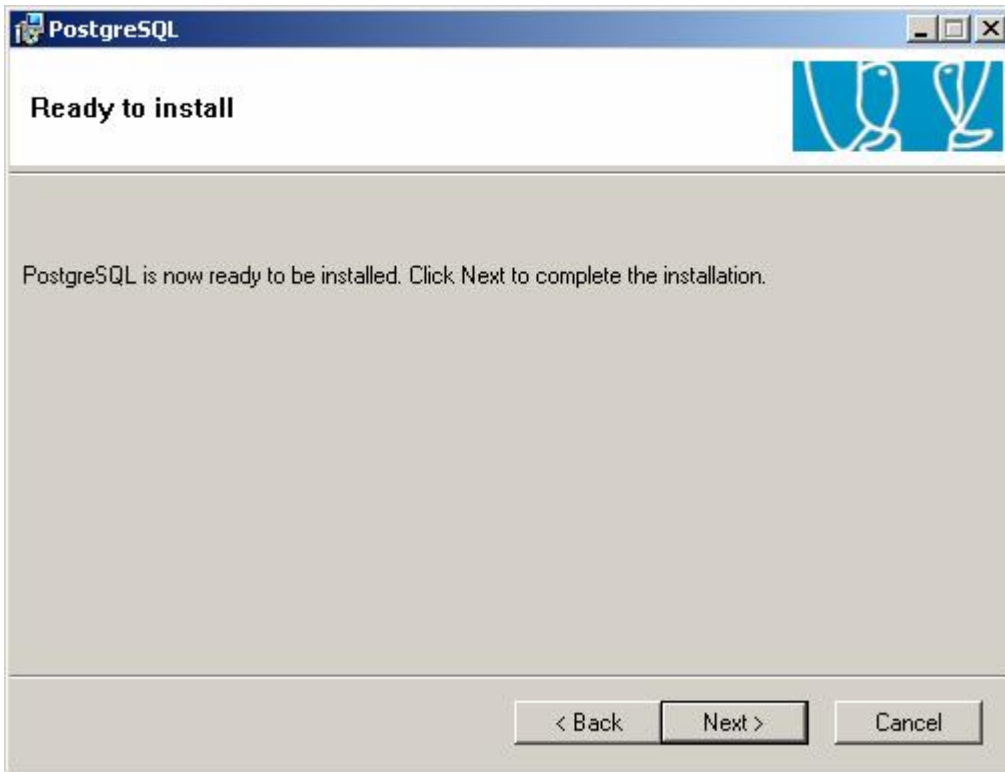 PostgreSQL
Ready to install
PostgreSQL is now ready to be installed. Click Next to complete the installation.
< Back Next > Cancel